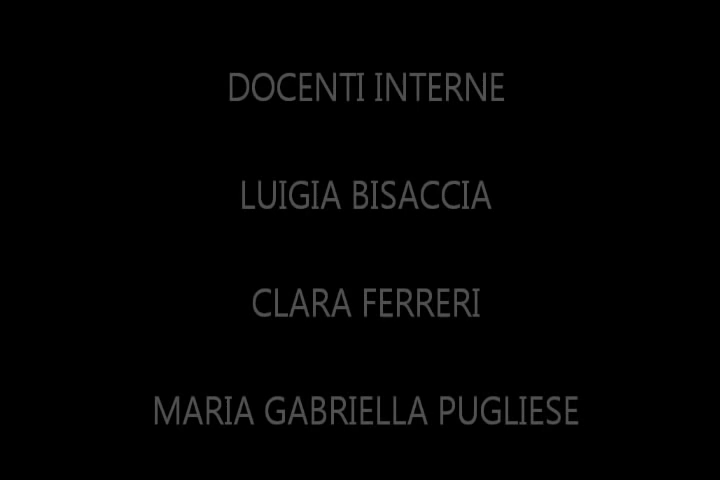 DOCENTI INTERNE
LUIGIA BISACCIA
CLARA FERRERI
MARIA GABRIELLA PUGLIESE